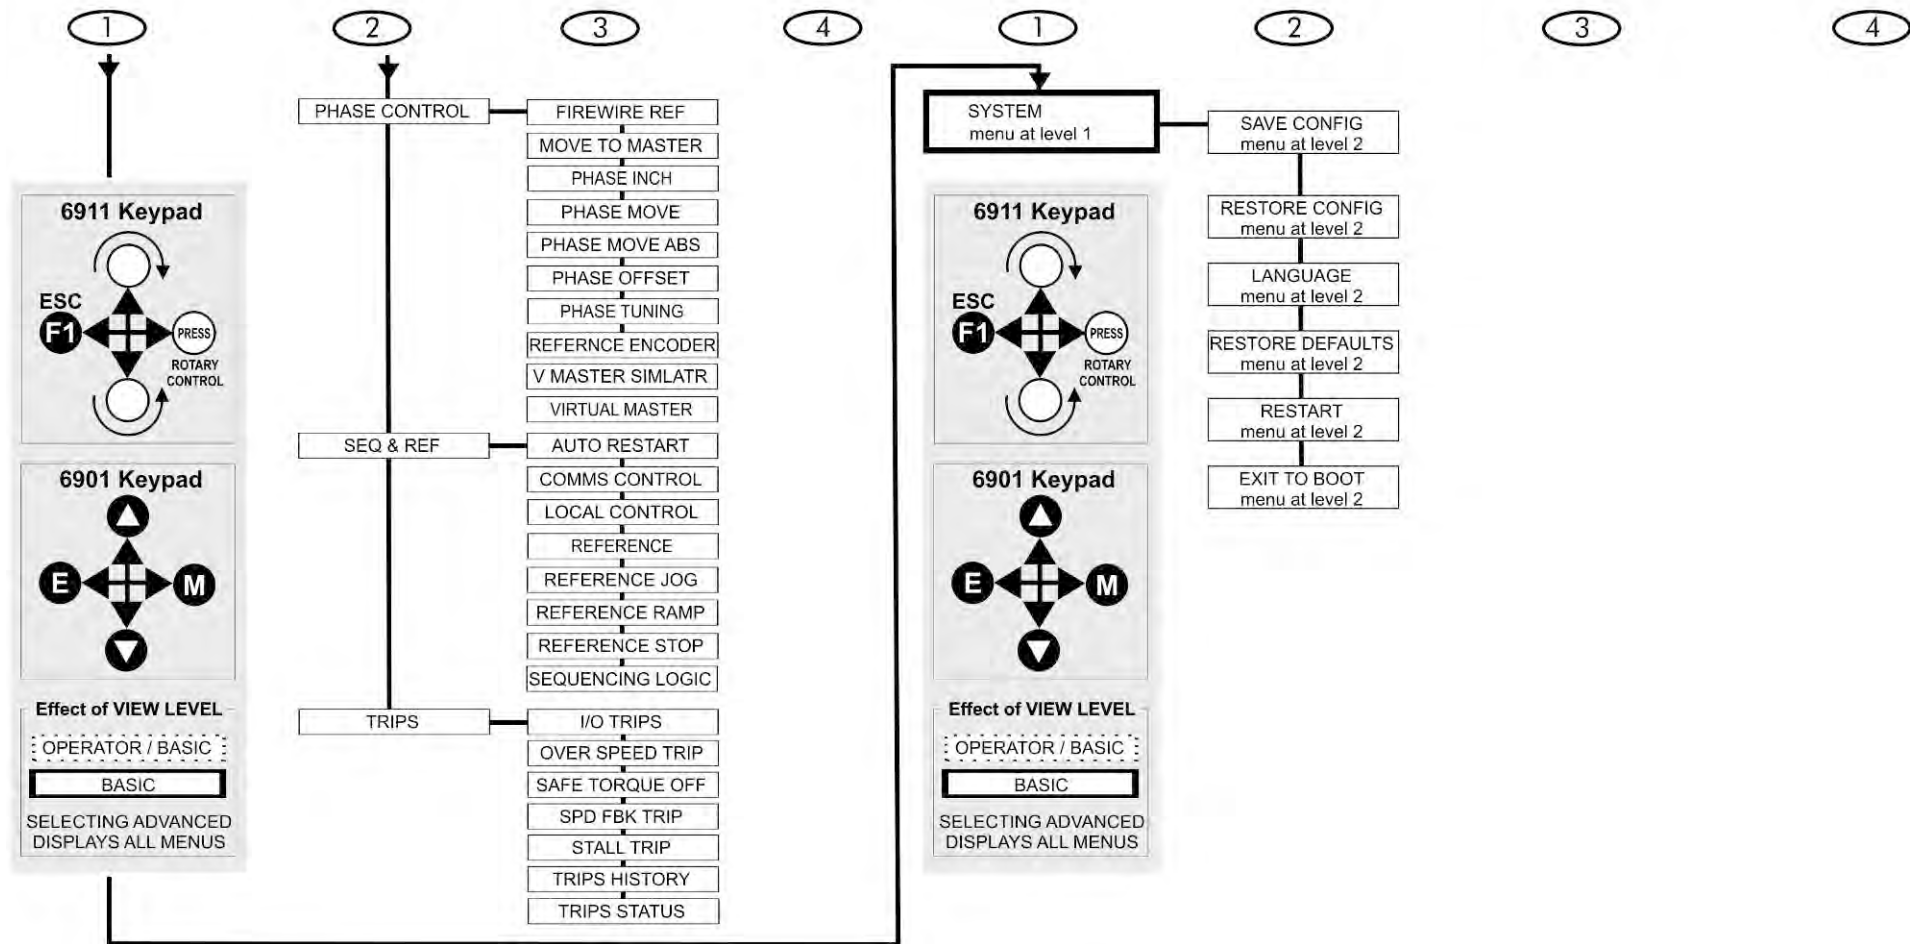 1
2
3
4
1
2
3
4
PHASE CONTROL
FIREWIRE REF
MOVE TO MASTER
PHASE INCH
PHASE MOVE
PHASE MOVE ABS
PHASE OFFSET
PHASE TUNING
REFERNCE ENCODER
V MASTER SIMLATR
VIRTUAL MASTER
SEQ & REF
AUTO RESTART
COMMS CONTROL
LOCAL CONTROL
REFERENCE
REFERENCE JOG
REFERENCE RAMP
REFERENCE STOP
SEQUENCING LOGIC
TRIPS
I/O TRIPS
OVER SPEED TRIP
SAFE TORQUE OFF
SPD FBK TRIP
STALL TRIP
TRIPS HISTORY
TRIPS STATUS
6911 Keypad
ESC
F1
PRESS
ROTARY
CONTROL
6901 Keypad
E
M
Effect of VIEW LEVEL
OPERATOR / BASIC
BASIC
SELECTING ADVANCED
DISPLAYS ALL MENUS
SYSTEM
menu at level 1
SAVE CONFIG
menu at level 2
RESTORE CONFIG
menu at level 2
LANGUAGE
menu at level 2
RESTORE DEFAULTS
menu at level 2
RESTART
menu at level 2
EXIT TO BOOT
menu at level 2
6911 Keypad
ESC
F1
PRESS
ROTARY
CONTROL
6901 Keypad
E
M
Effect of VIEW LEVEL
OPERATOR / BASIC
BASIC
SELECTING ADVANCED
DISPLAYS ALL MENUS